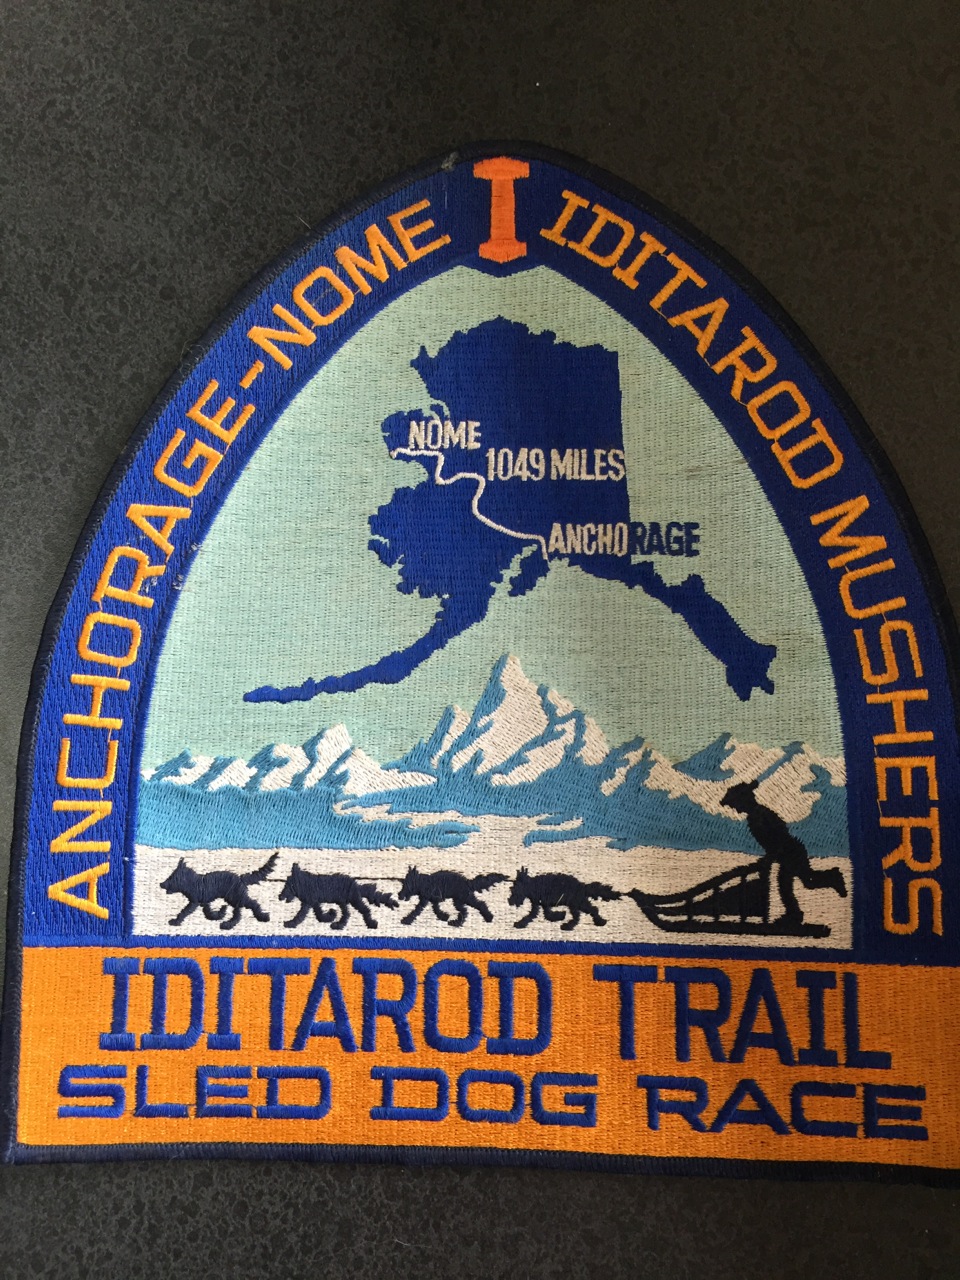 I
ANCHORAGE-NOME
IDITAROD MUSHERS
NOME
1049 MILES
ANCHORAGE
IDITAROD TRAIL
SLED DOG RACE